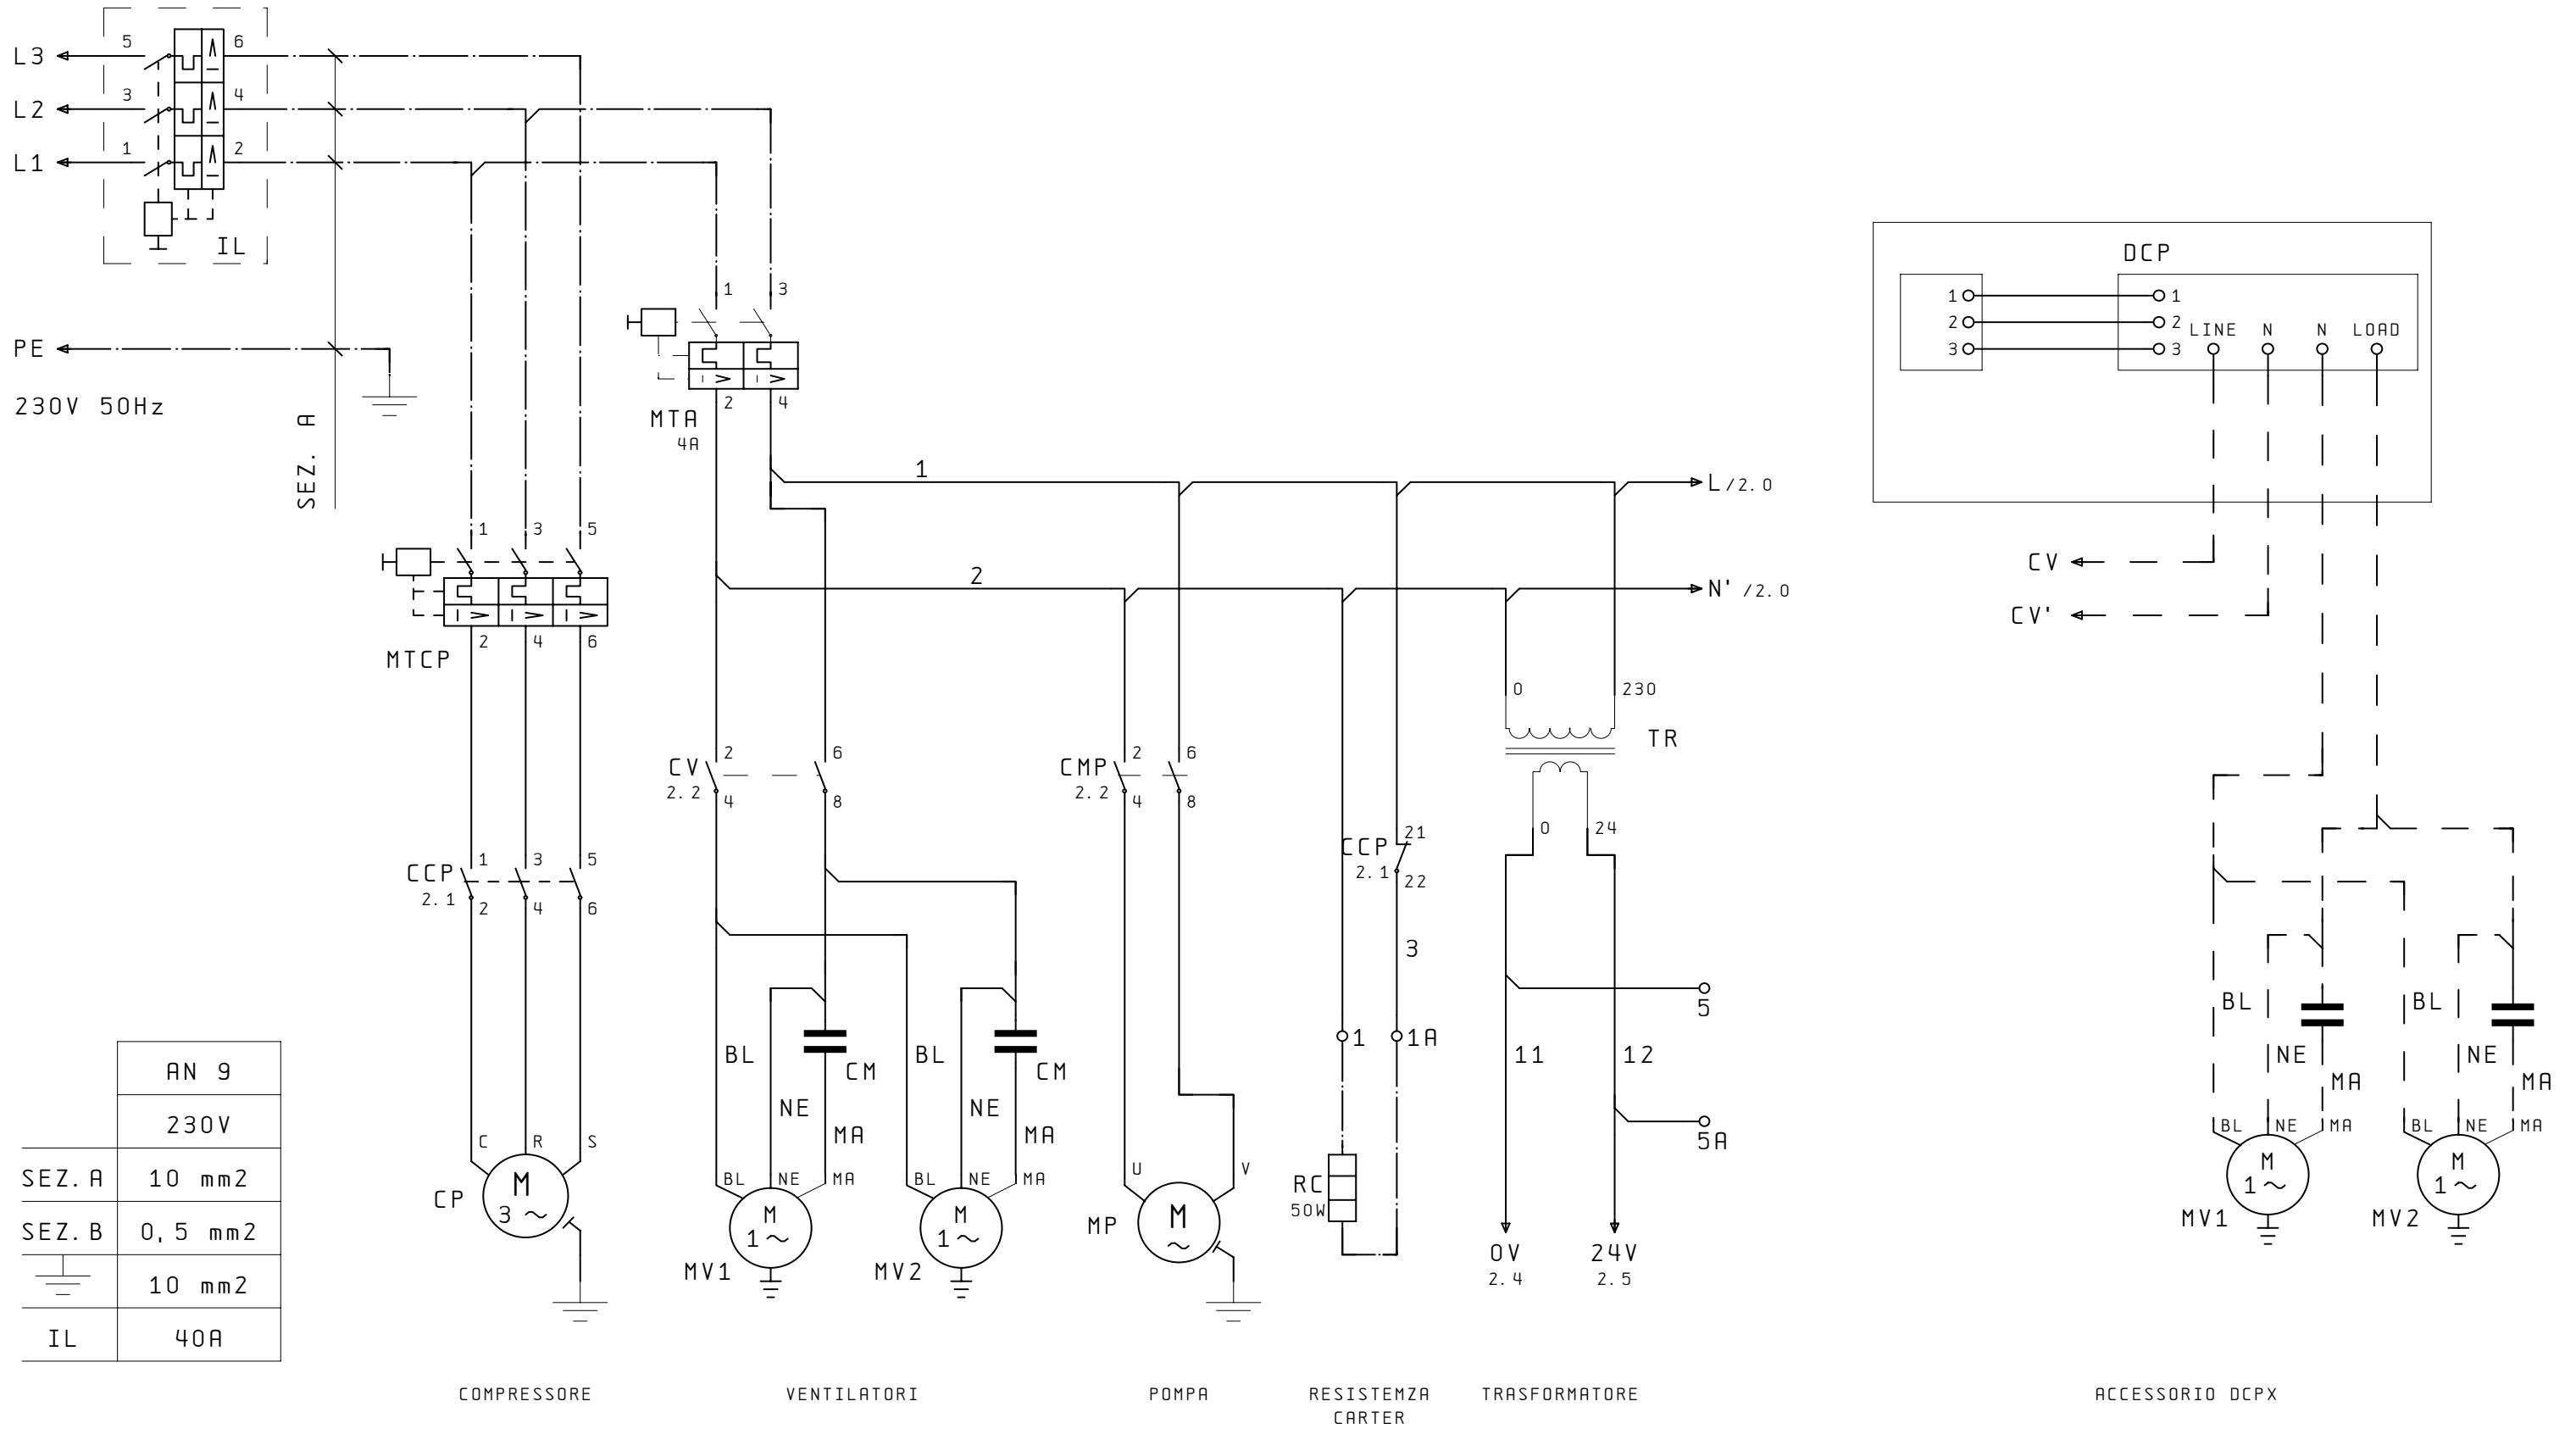 L3 5 6
L2 3 4
L1 1 2
IL
PE
230V 50Hz
SEZ. A
1 3 5
2 4 6
MTCP
1 3
2 4
MTA
4A
1
L /2.0
2
N' /2.0
DCP
1 1
2 2
3 3
LINE N N LOAD
CV
CV'
0 230
TR
0 24
CV
2.2
2 6
4 8
CMP
2.2
2 6
4 8
CCP
2.1
1 3 5
2 4 6
CCP
2.1
21
22
3
1 1A
5
5A
11 12
BL NE CM MA
BL NE CM MA
BL NE MA
BL NE MA
C R S
CP
M
3 ~
BL NE MA
M
1 ~
MV1
BL NE MA
M
1 ~
MV2
U V
MP
M
~
RC
50W
0V
2.4
24V
2.5
BL NE MA
M
1 ~
MV1
BL NE MA
M
1 ~
MV2
AN 9
230V
SEZ. A 10 mm2
SEZ. B 0,5 mm2
10 mm2
IL 40A
COMPRESSORE
VENTILATORI
POMPA
RESISTEMZA
CARTER
TRASFORMATORE
ACCESSORIO DCPX